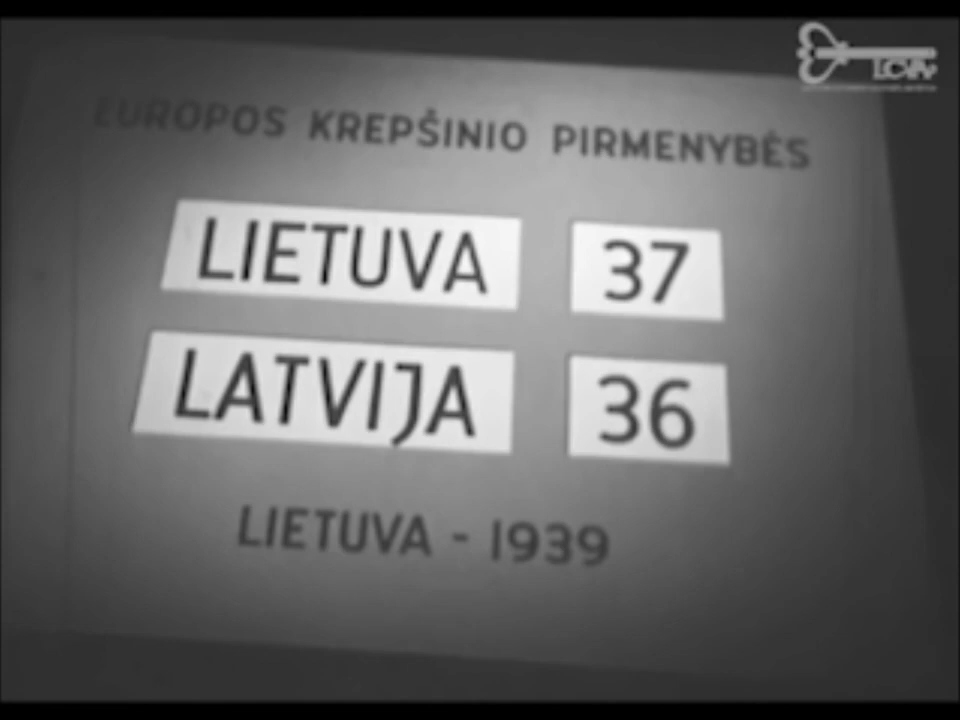 EUROPOS KREPŠINIO PIRMENYBĖS
LIETUVA 37
LATVIJA 36
LIETUVA - 1939